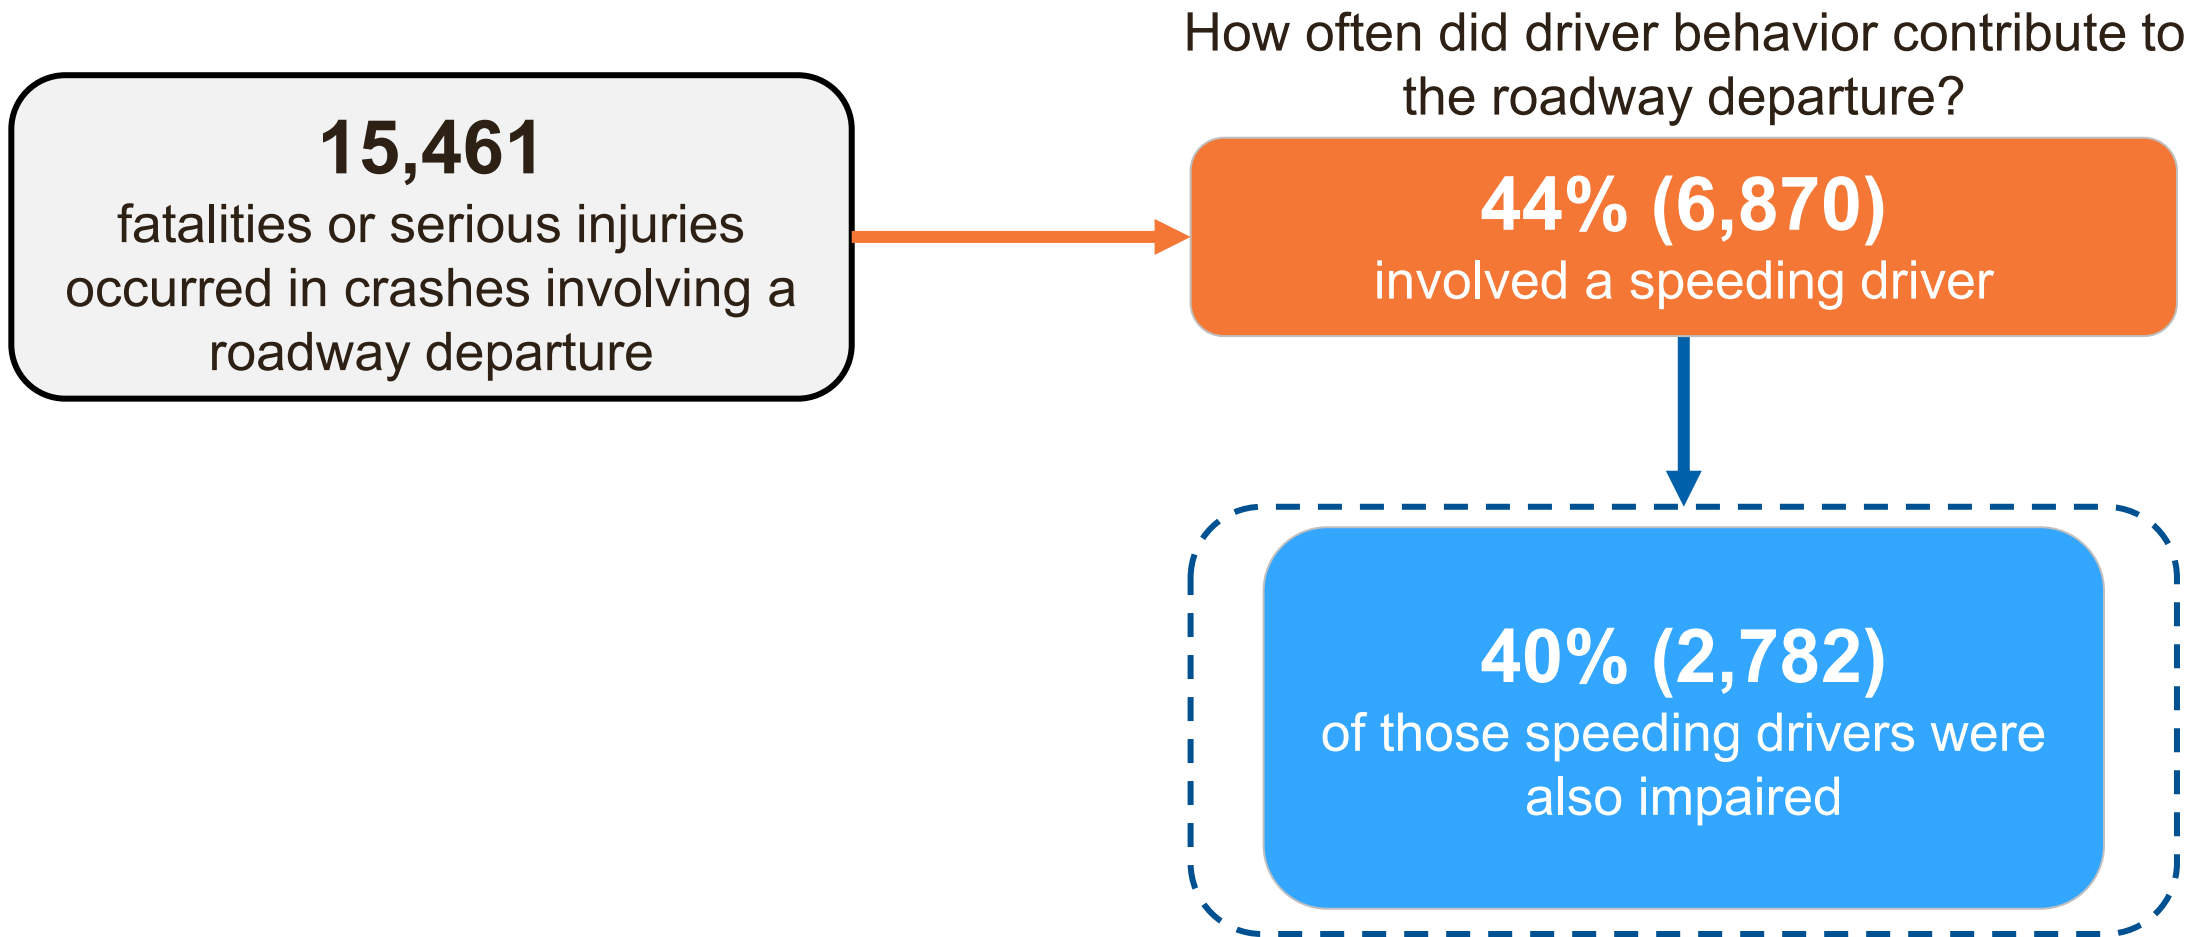 How often did driver behavior contribute to
the roadway departure?
15,461
fatalities or serious injuries
occurred in crashes involving a
roadway departure
44% (6,870)
involved a speeding driver
40% (2,782)
of those speeding drivers were
also impaired